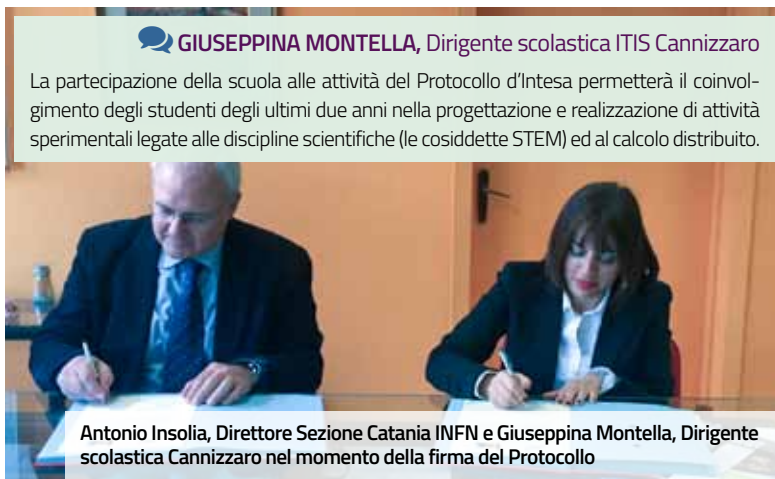 GIUSEPPINA MONTELLA, Dirigente scolastica ITIS Cannizzaro
La partecipazione della scuola alle attività del Protocollo d'Intesa permetterà il coinvol-
gimento degli studenti degli ultimi due anni nella progettazione e realizzazione di attività
sperimentali legate alle discipline scientifiche (le cosiddette STEM) ed al calcolo distribuito.
Antonio Insolia, Direttore Sezione Catania INFN e Giuseppina Montella, Dirigente
scolastica Cannizzaro nel momento della firma del Protocollo